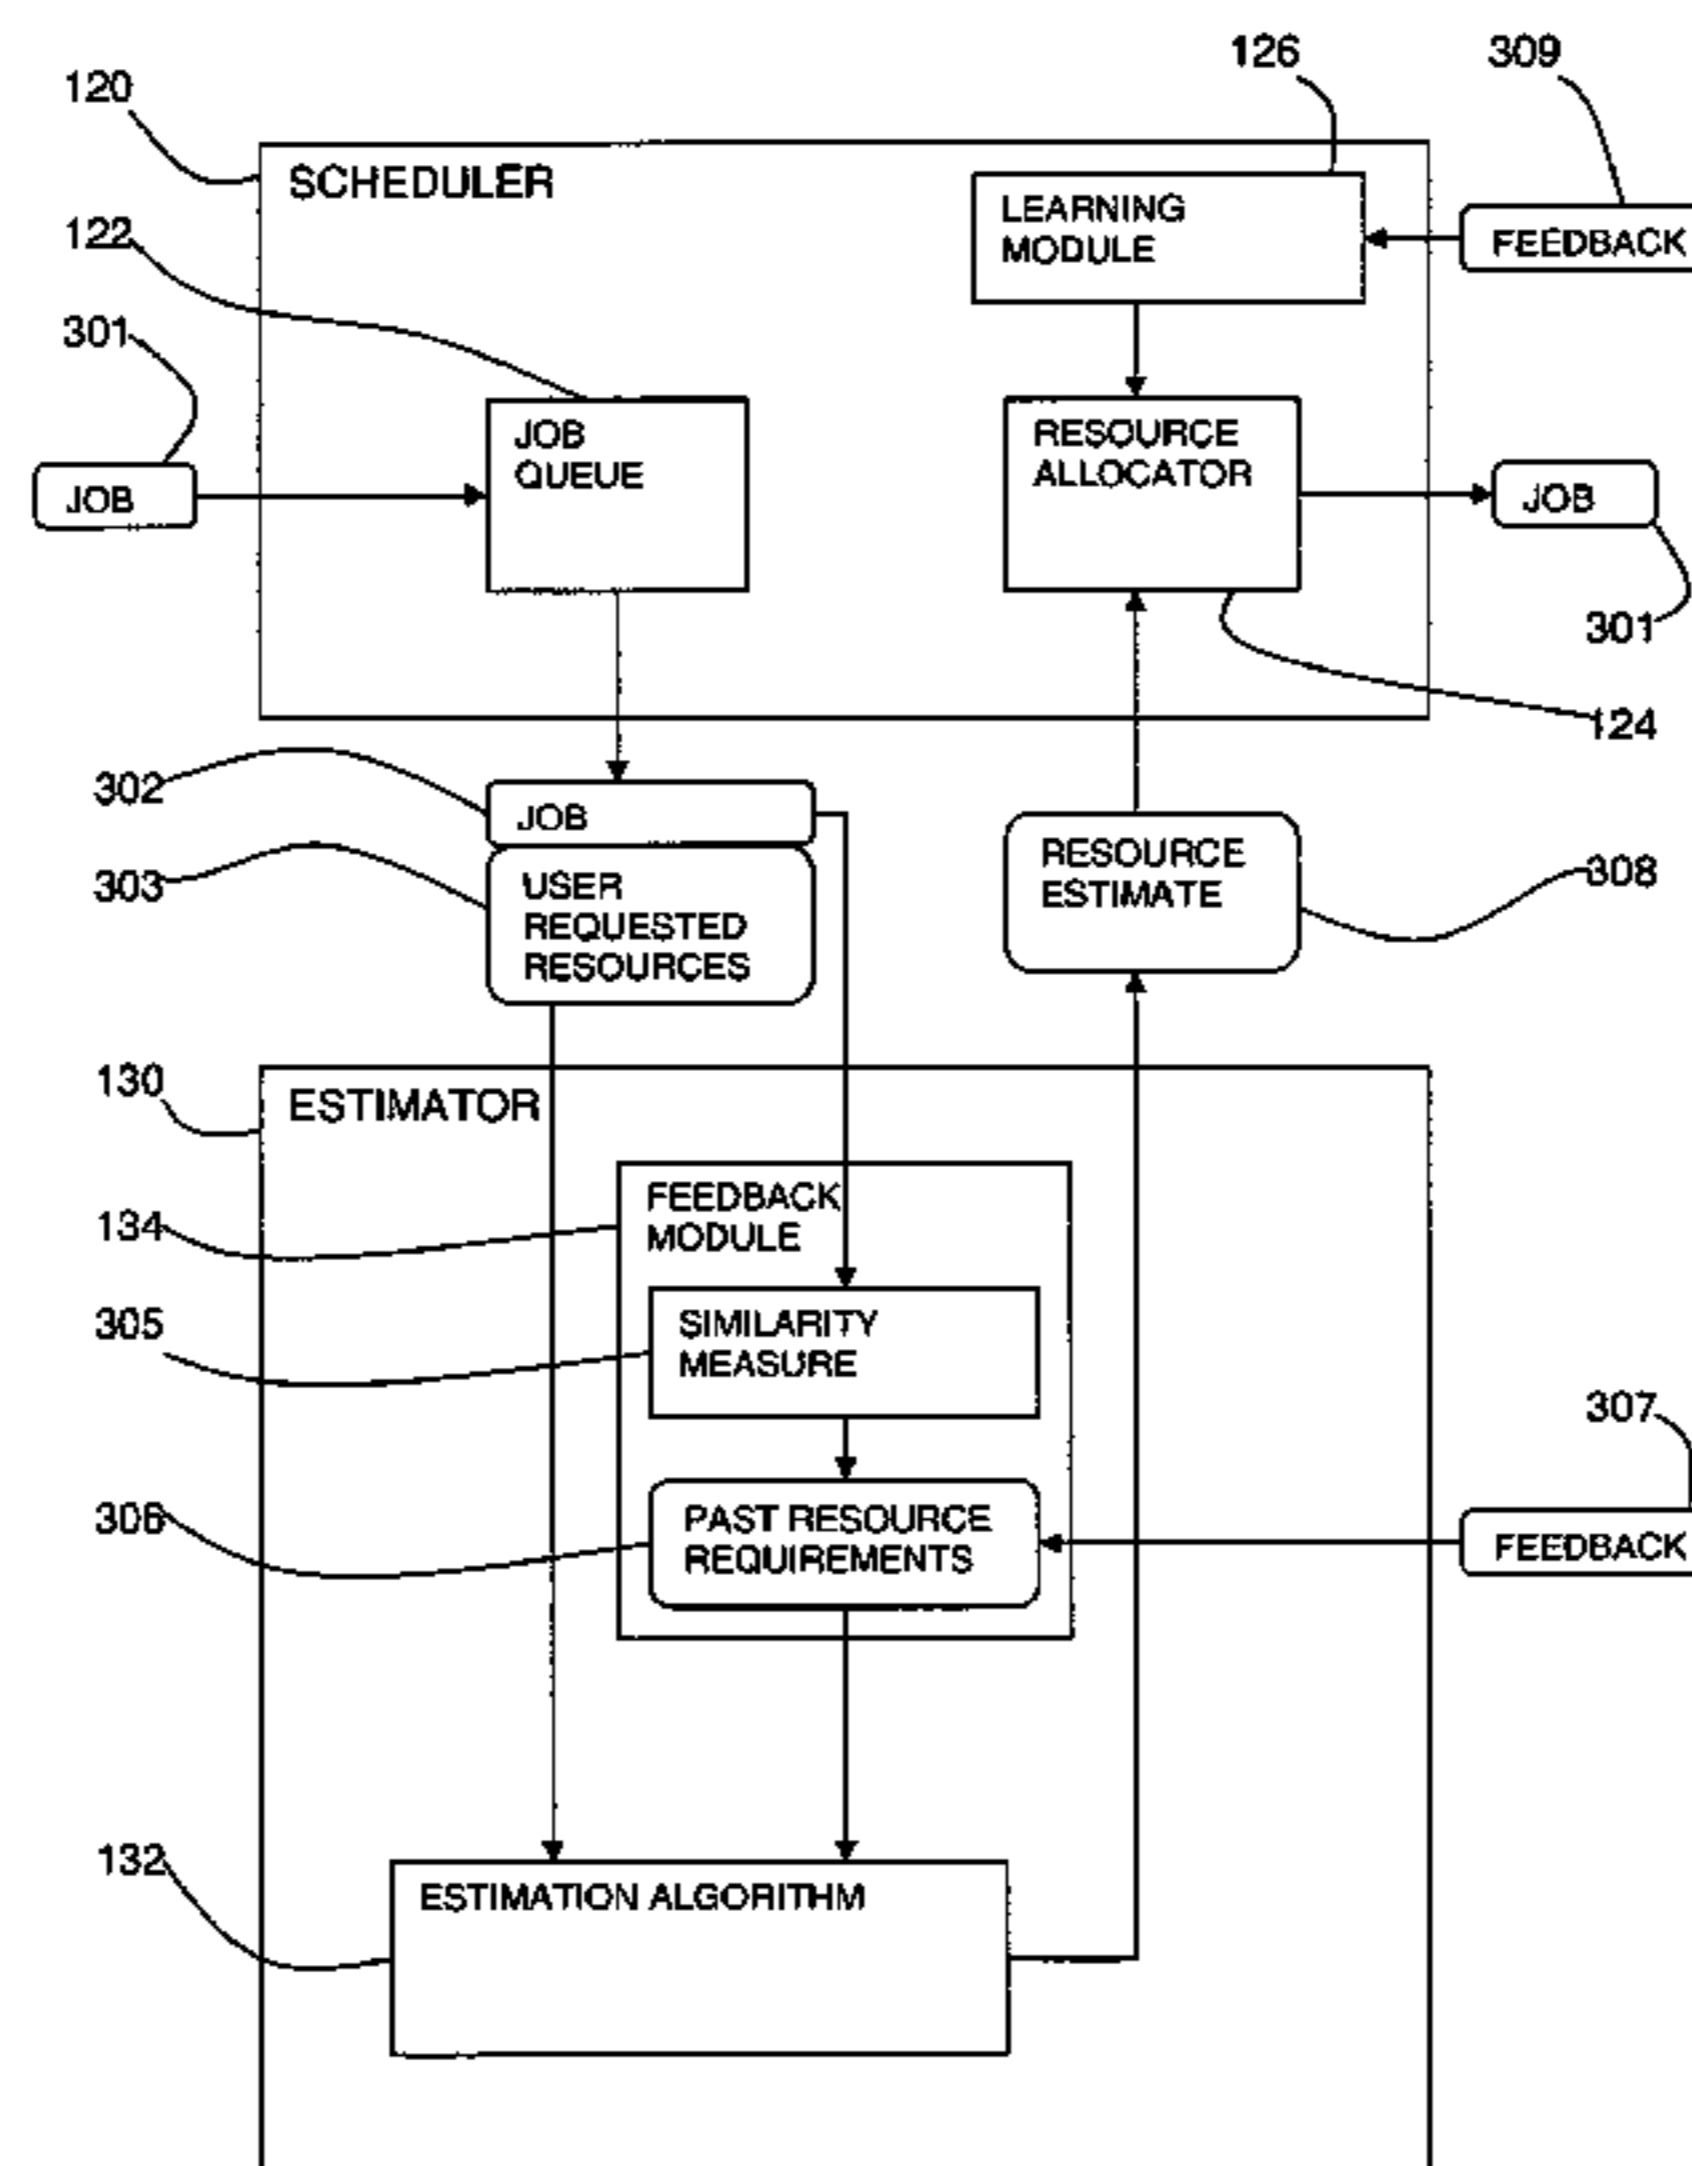 126
309
120
SCHEDULER
LEARNING
MODULE
FEEDBACK
122
301
JOB
QUEUE
RESOURCE
ALLOCATOR
JOB
JOB
301
124
302
JOB
303
USER
REQUESTED
RESOURCES
RESOURCE
ESTIMATE
308
130
ESTIMATOR
134
FEEDBACK
MODULE
305
SIMILARITY
MEASURE
307
306
PAST RESOURCE
REQUIREMENTS
FEEDBACK
132
ESTIMATION ALGORITHM